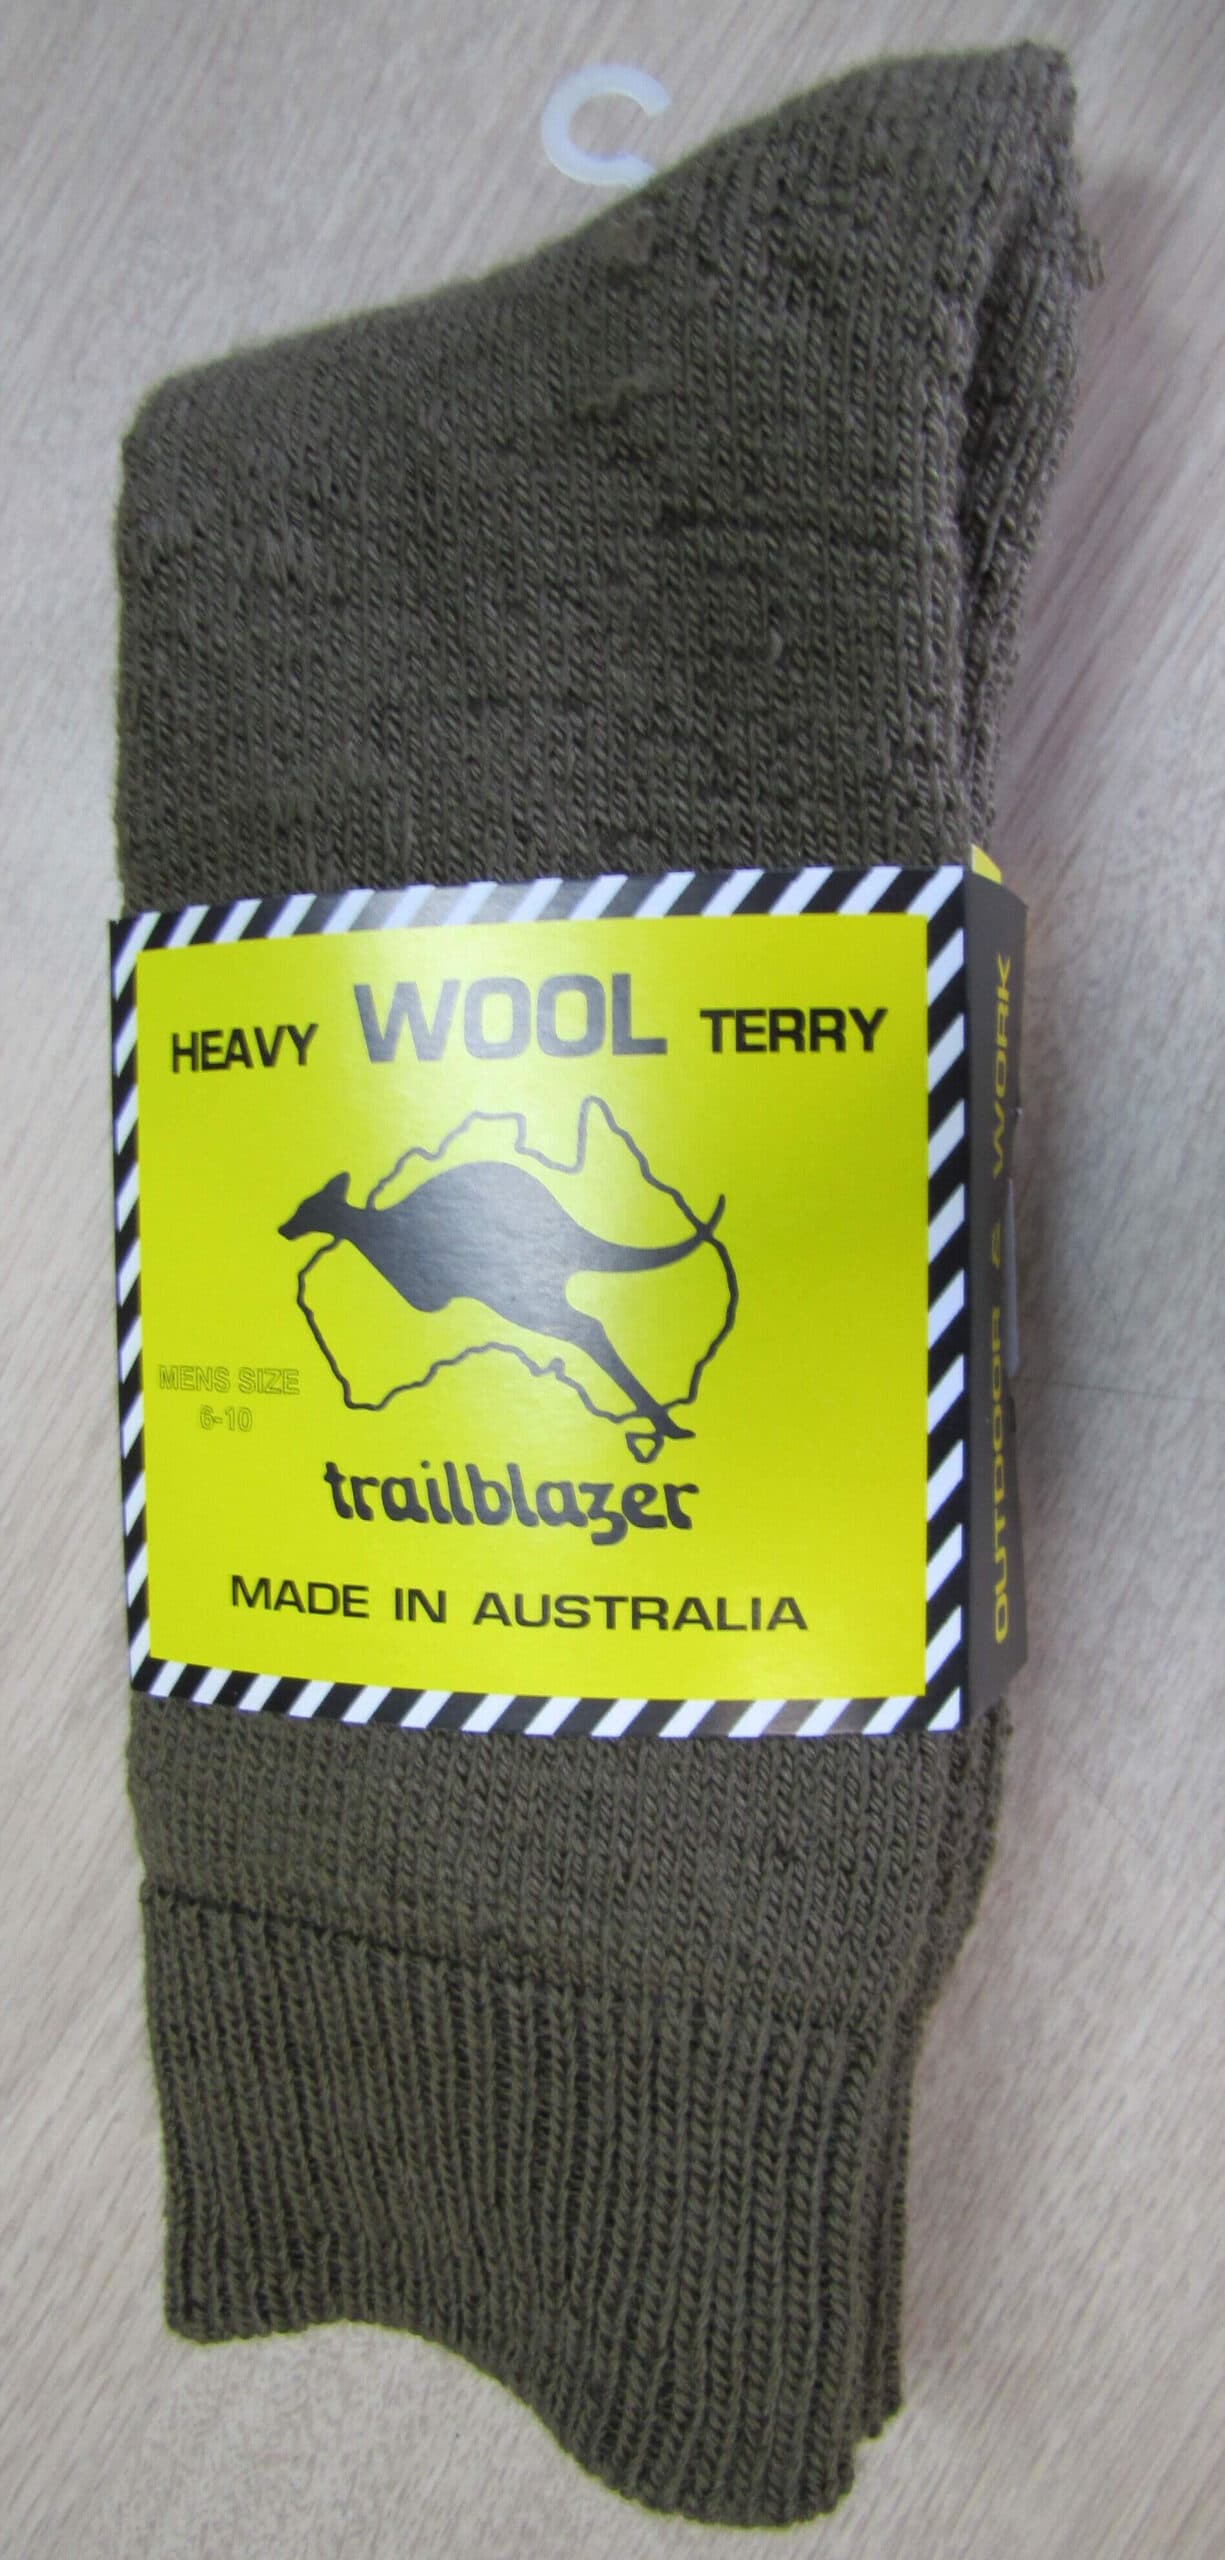 HEAVY WOOL TERRY
MENS SIZE
6-10
trailblazer
MADE IN AUSTRALIA
OUTDOOR & WORK